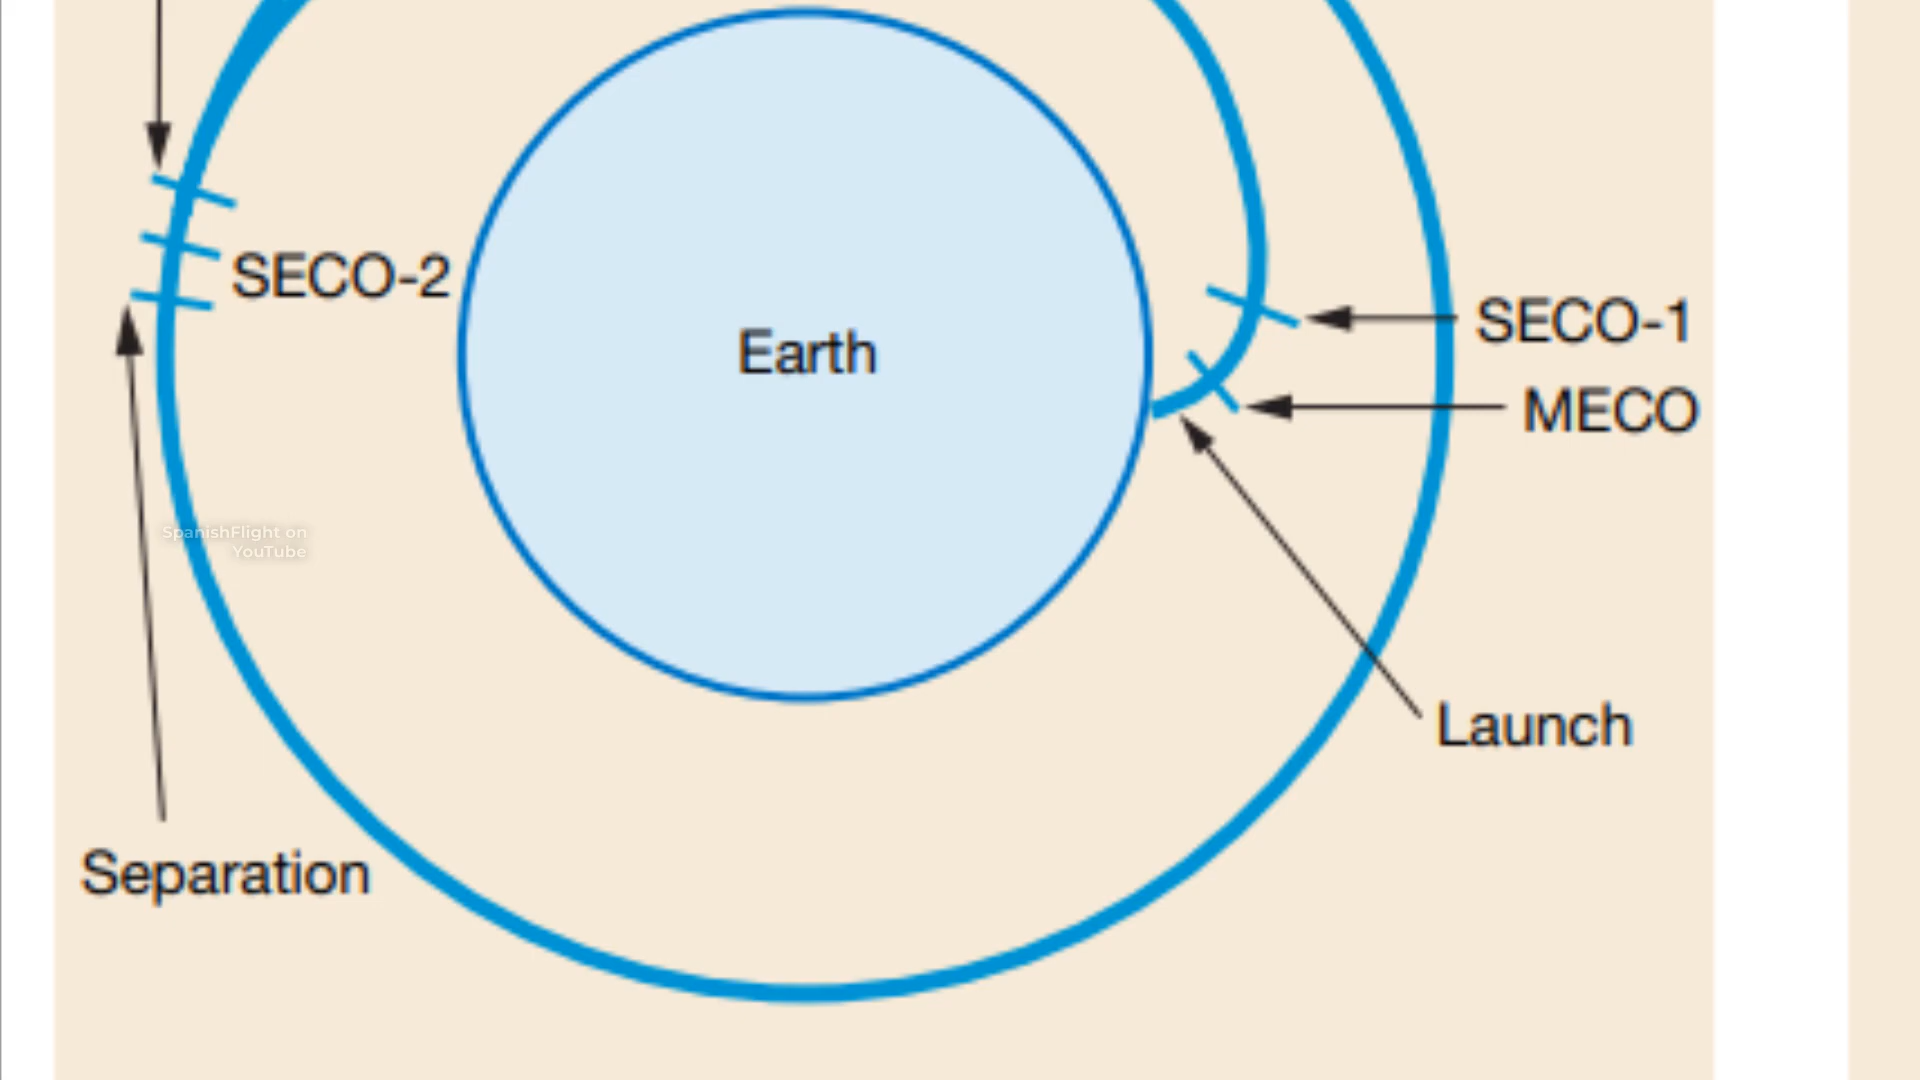 SECO-2
Earth
SECO-1
MECO
SpanishFlight on
YouTube
Launch
Separation